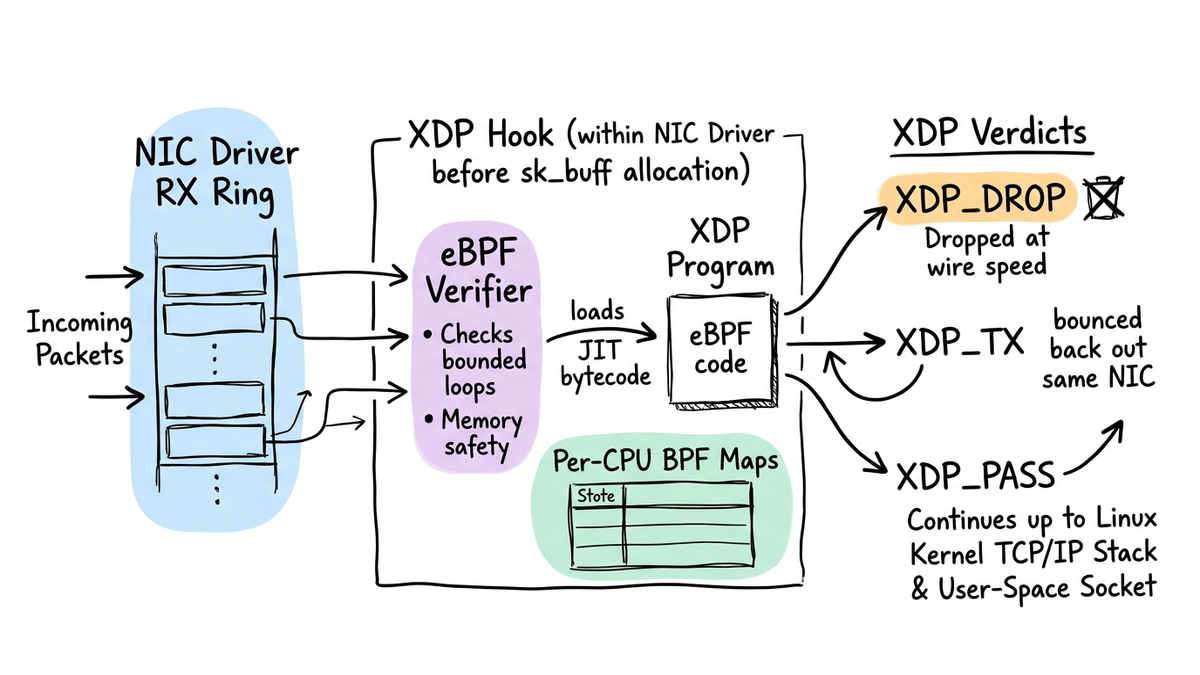 NIC Driver
RX Ring
Incoming
Packets
XDP Hook (within NIC Driver
before sk_buff allocation)
eBPF
Verifier
• Checks
bounded
loops
• Memory
safety
loads
JIT
bytecode
XDP
Program
eBPF
code
Per-CPU BPF Maps
Stote
XDP Verdicts
XDP_DROP
Dropped at
wire speed
XDP_TX
bounced
back out
same NIC
XDP_PASS
Continues up to Linux
Kernel TCP/IP Stack
& User-Space Socket